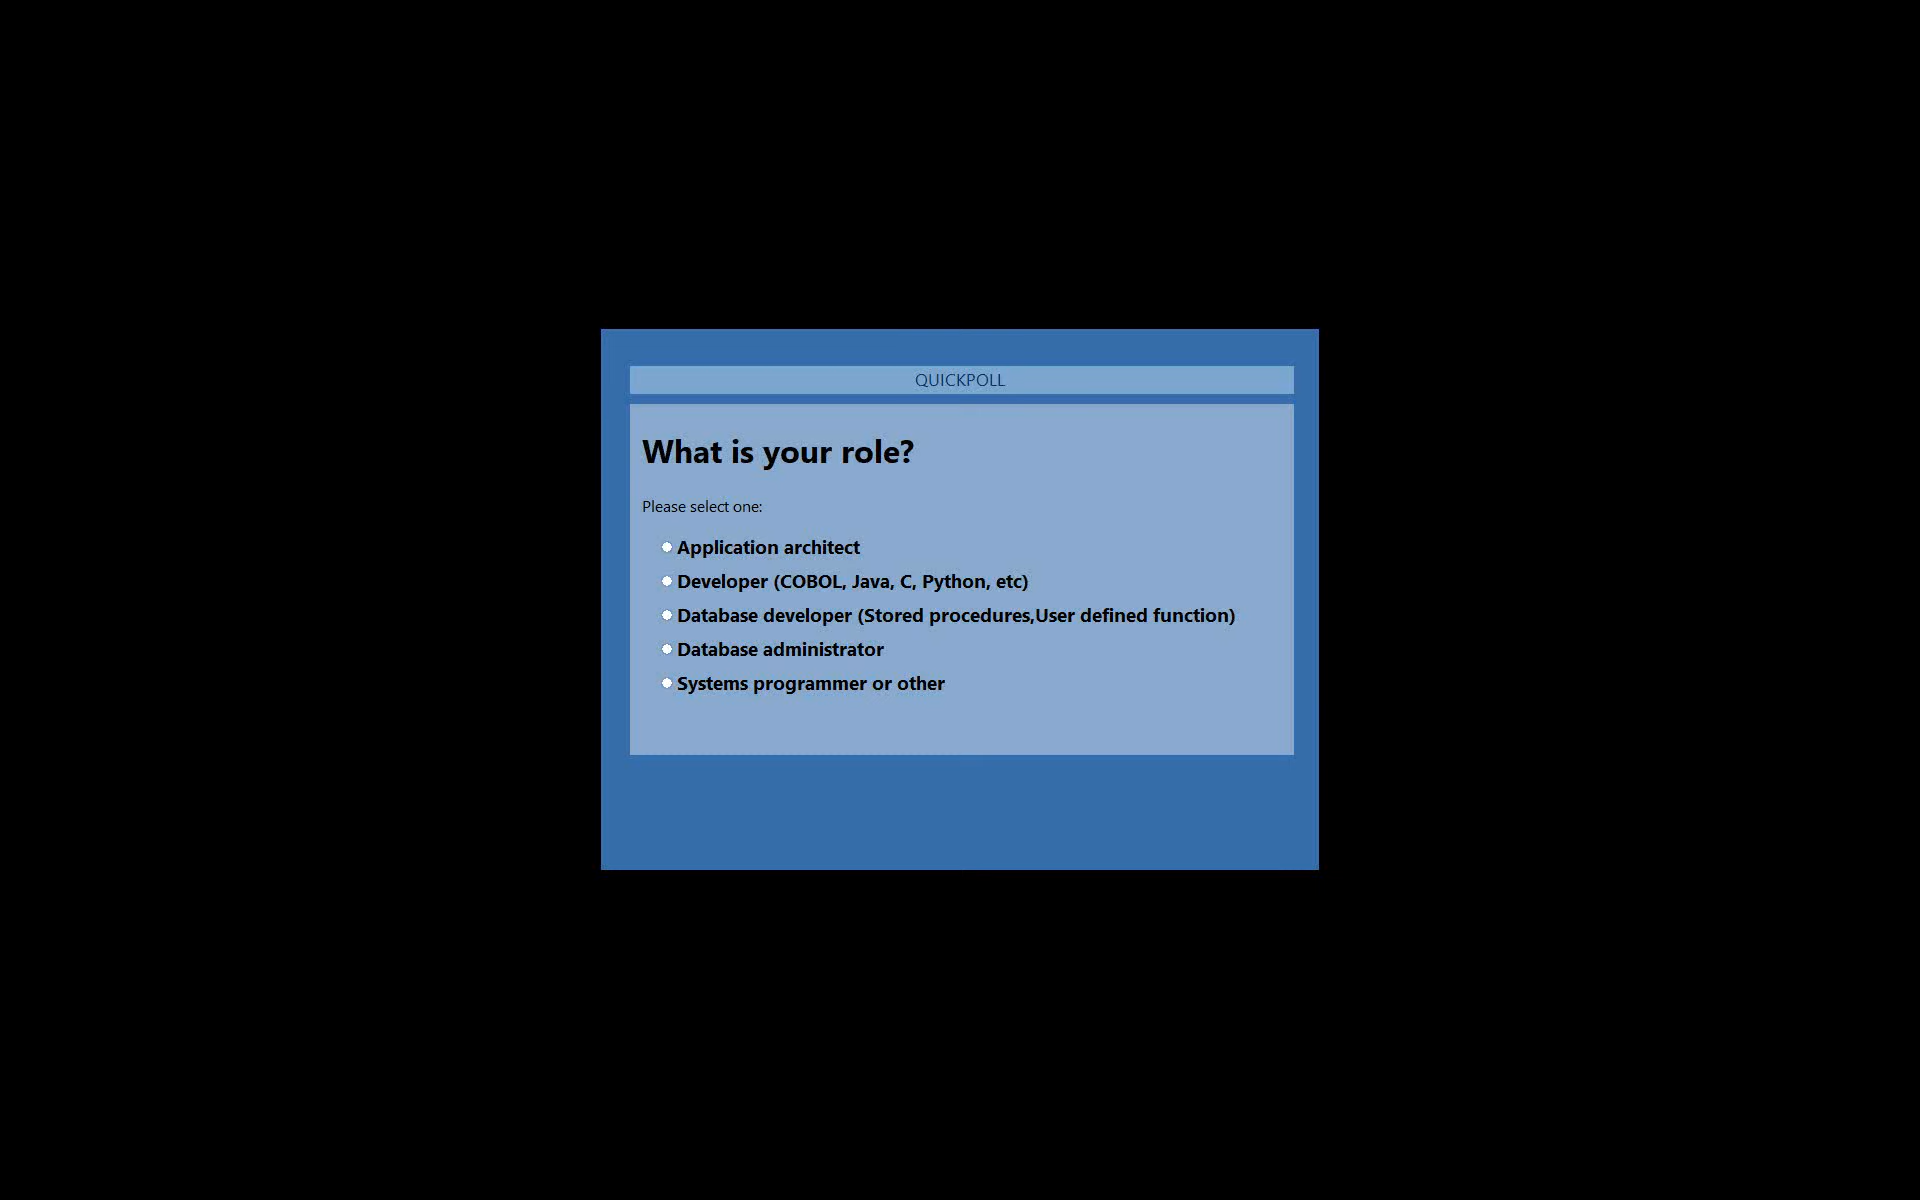 QUICKPOLL
What is your role?
Please select one:
Application architect
Developer (COBOL, Java, C, Python, etc)
Database developer (Stored procedures,User defined function)
Database administrator
Systems programmer or other